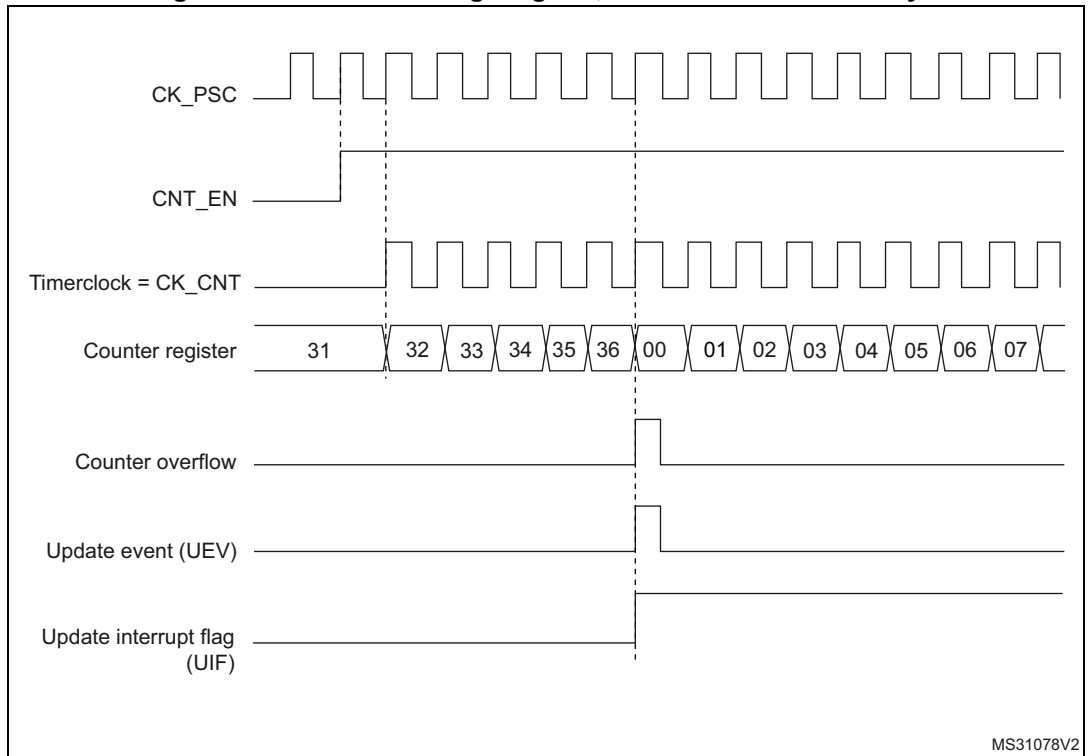 CK_PSC
CNT_EN
Timerclock = CK_CNT
Counter register 31 32 33 34 35 36 00 01 02 03 04 05 06 07
Counter overflow
Update event (UEV)
Update interrupt flag
(UIF)
MS31078V2